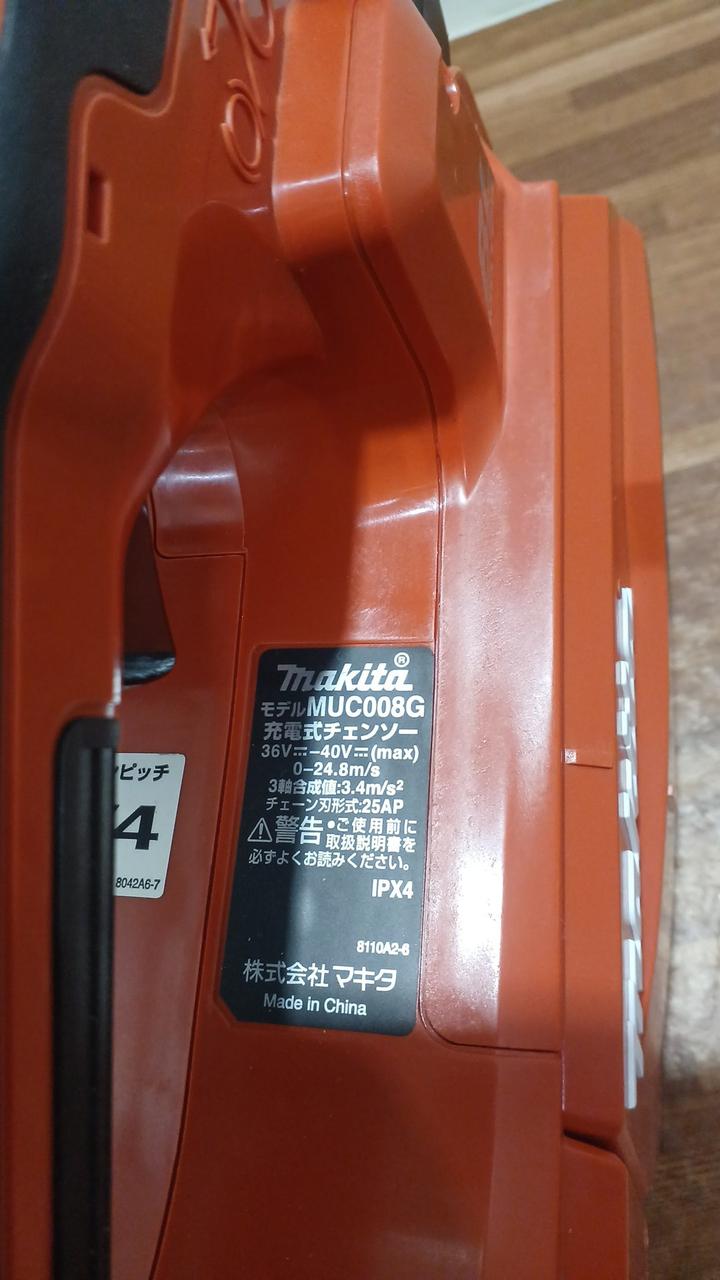 makita®
モデルMUC008G
充電式チェンソー
36V⎓–40V⎓(max)
0–24.8m/s
3軸合成値:3.4m/s²
チェーン刃形式:25AP
⚠警告 •ご使用前に
取扱説明書を
必ずよくお読みください。
IPX4
8110A2-6
株式会社マキタ
Made in China
ピッチ
/4
8042A6-7